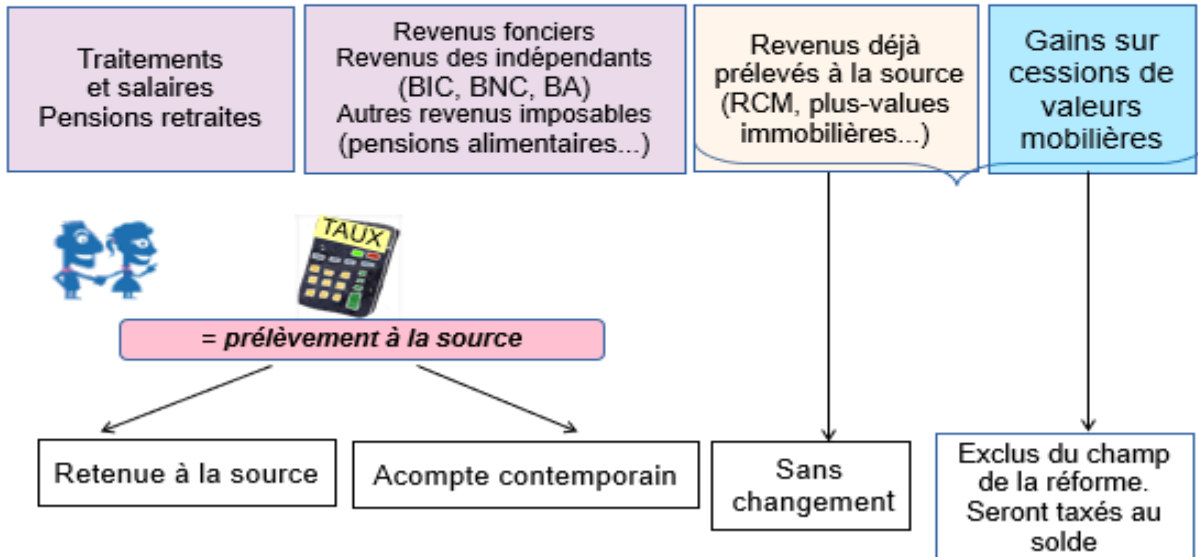 Traitements
et salaires
Pensions retraites
Revenus fonciers
Revenus des indépendants
(BIC, BNC, BA)
Autres revenus imposables
(pensions alimentaires...)
Revenus déjà
prélevés à la source
(RCM, plus-values
immobilières...)
Gains sur
cessions de
valeurs
mobilières
TAUX
= prélèvement à la source
Retenue à la source
Acompte contemporain
Sans
changement
Exclus du champ
de la réforme.
Seront taxés au
solde